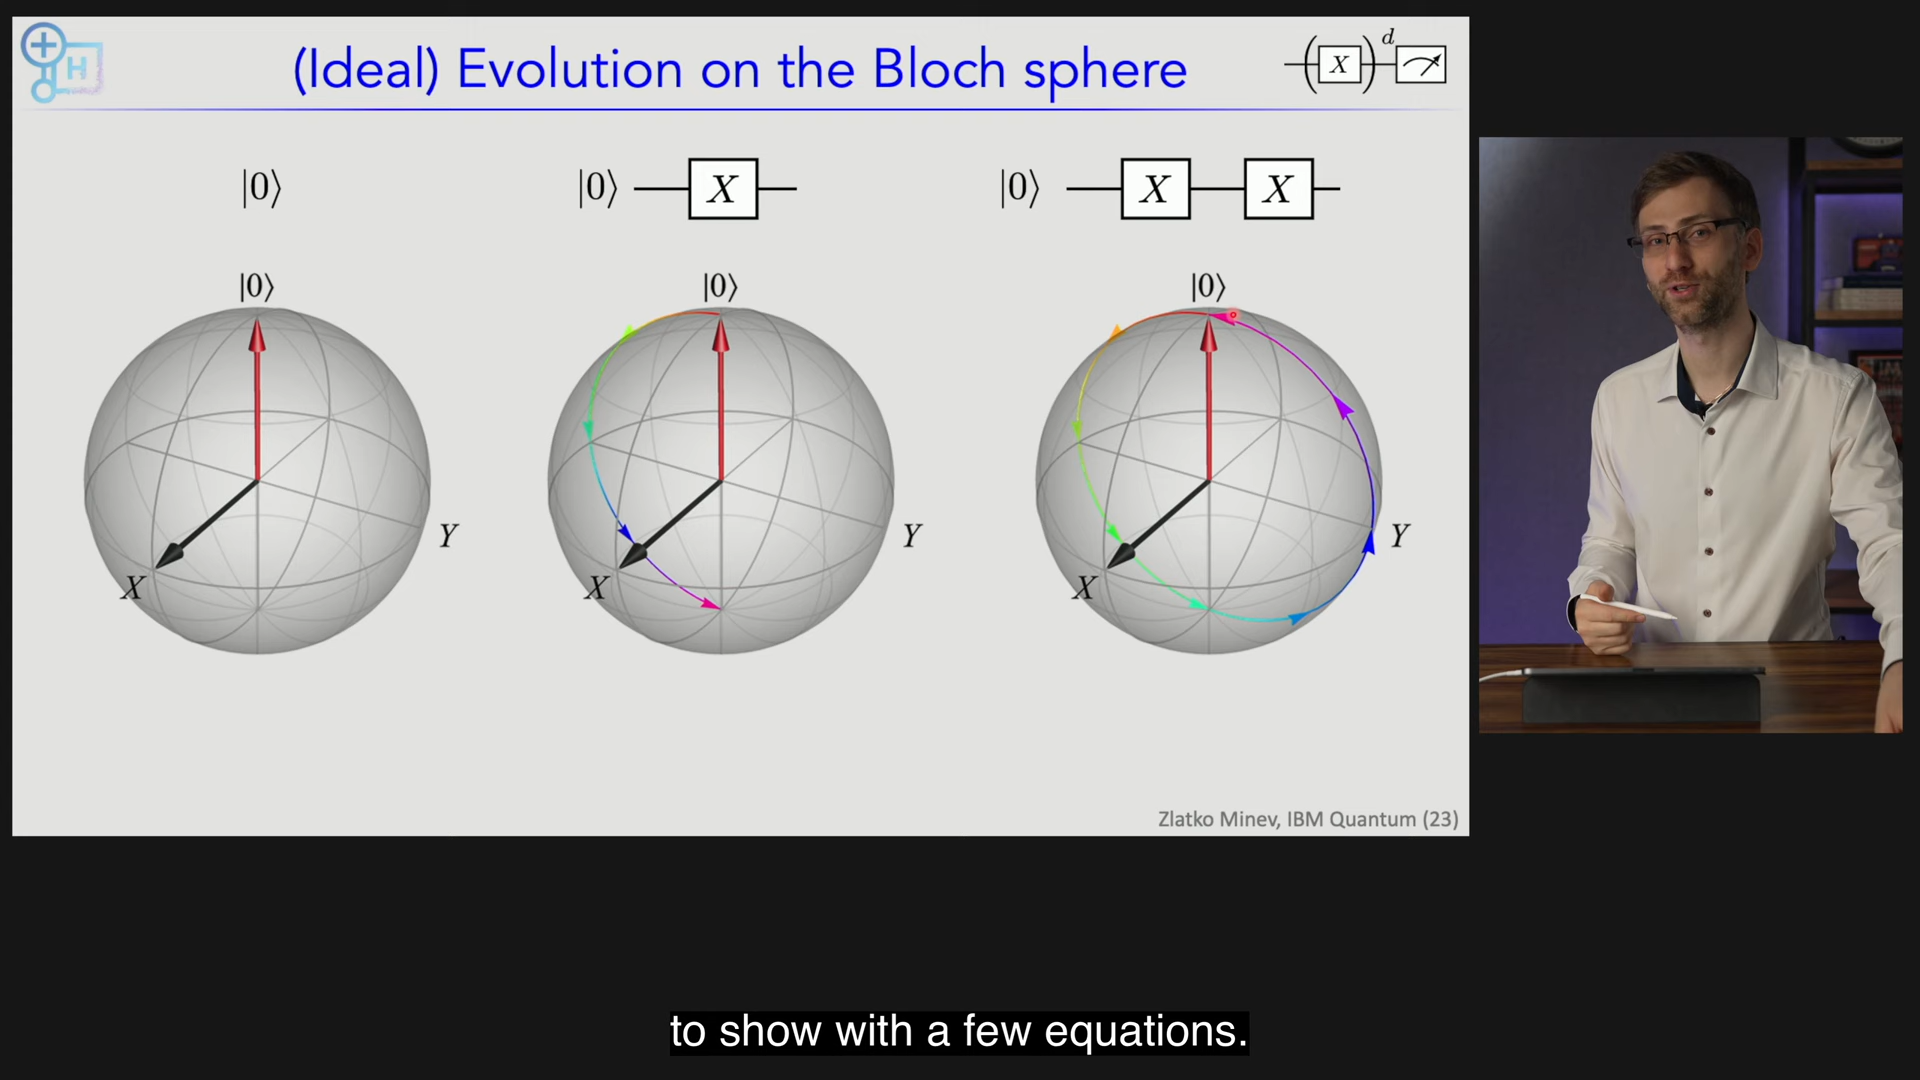 H
(Ideal) Evolution on the Bloch sphere
( X ) d
|0⟩
|0⟩ X
|0⟩ X X
|0⟩ |0⟩ |0⟩
Y Y Y
X X X
Zlatko Minev, IBM Quantum (23)
to show with a few equations.